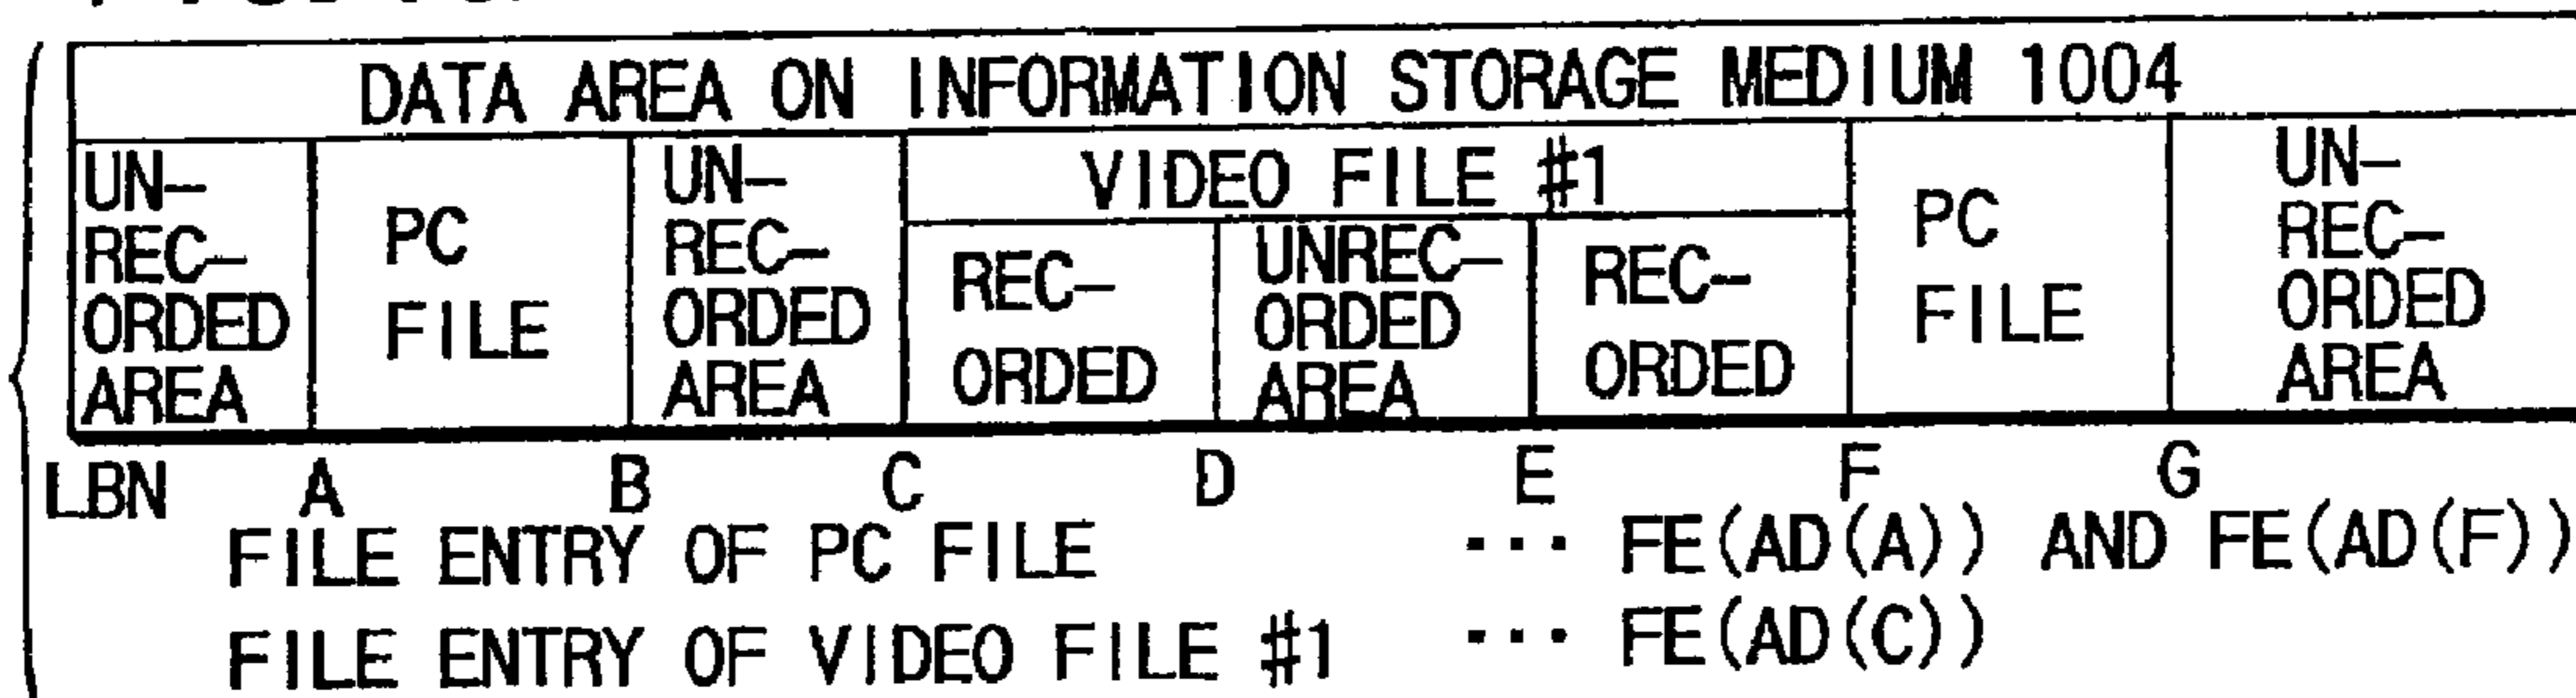 DATA AREA ON INFORMATION STORAGE MEDIUM 1004
UN-
REC-
ORDED
AREA
PC
FILE
UN-
REC-
ORDED
AREA
VIDEO FILE #1
REC-
ORDED
UNREC-
ORDED
AREA
REC-
ORDED
PC
FILE
UN-
REC-
ORDED
AREA
LBN A B C D E F G
FILE ENTRY OF PC FILE ··· FE(AD(A)) AND FE(AD(F))
FILE ENTRY OF VIDEO FILE #1 ··· FE(AD(C))